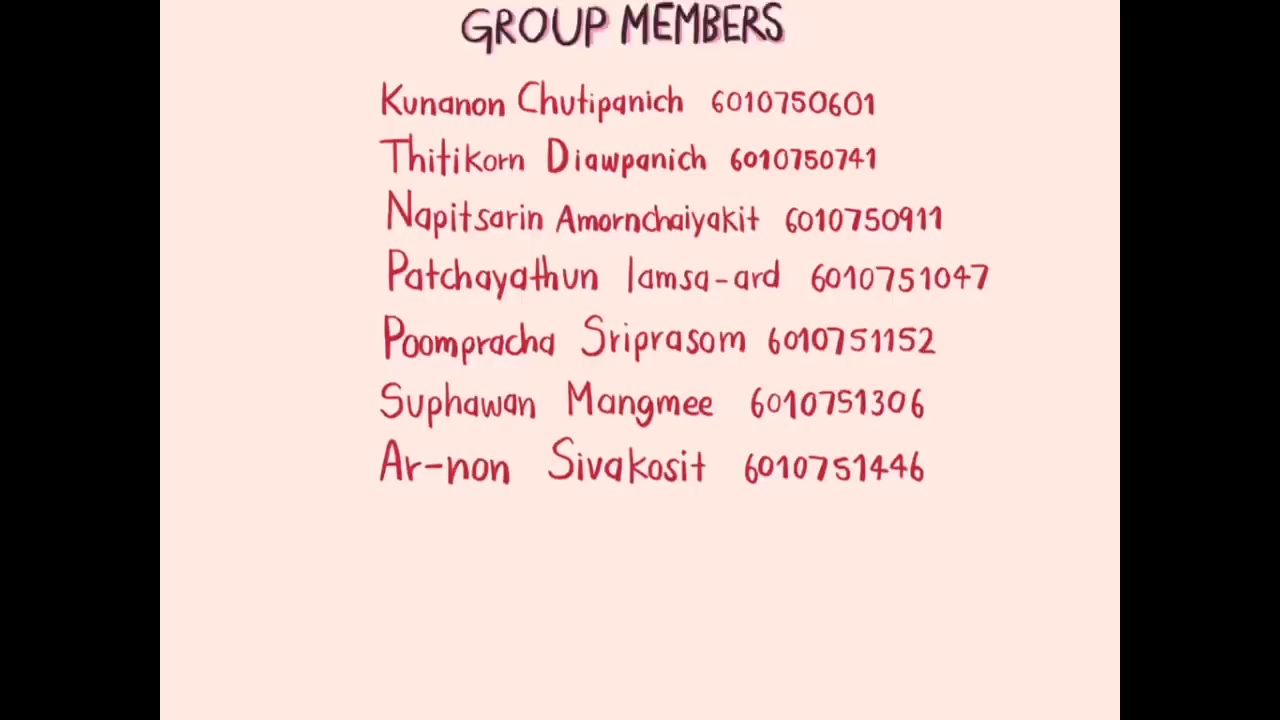 GROUP MEMBERS
Kunanon Chutipanich 6010750601
Thitikorn Diawpanich 6010750741
Napitsarin Amornchaiyakit 6010750911
Patchayathun Iamsa-ard 6010751047
Poompracha Sriprasom 6010751152
Suphawan Mangmee 6010751306
Ar-non Sivakosit 6010751446